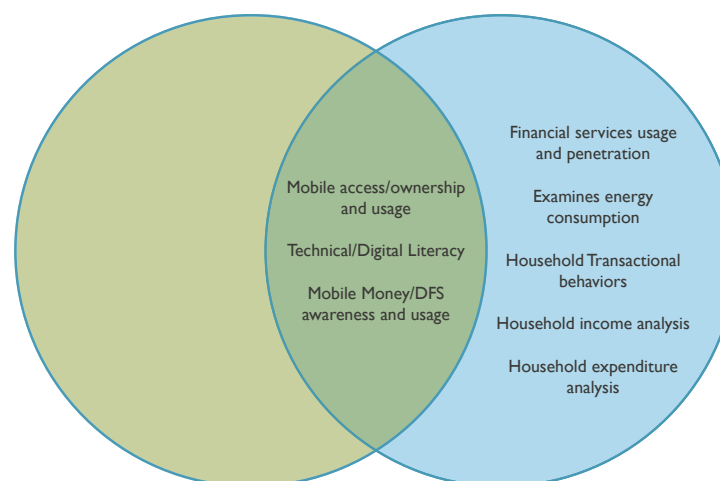 Mobile access/ownership
and usage
Technical/Digital Literacy
Mobile Money/DFS
awareness and usage
Financial services usage
and penetration
Examines energy
consumption
Household Transactional
behaviors
Household income analysis
Household expenditure
analysis